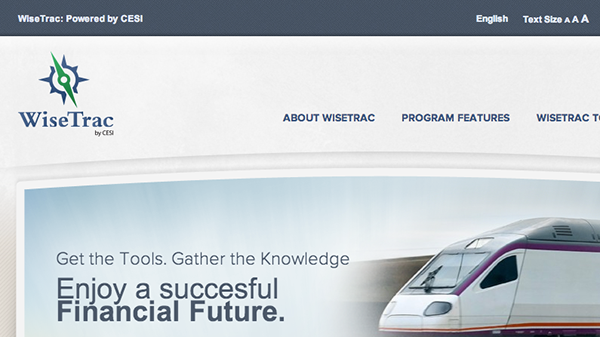 WiseTrac: Powered by CESI
English
Text Size A A A
WiseTrac
by CESI
ABOUT WISETRAC PROGRAM FEATURES WISETRAC TO
Get the Tools. Gather the Knowledge
Enjoy a succesful
Financial Future.